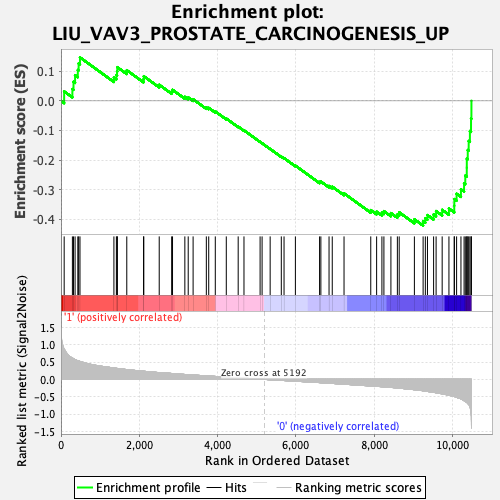 Enrichment plot:
LIU_VAV3_PROSTATE_CARCINOGENESIS_UP
Enrichment score (ES)
0.1
0.0
-0.1
-0.2
-0.3
-0.4
'1' (positively correlated)
Ranked list metric (Signal2Noise)
1.5
1.0
0.5
0.0
-0.5
-1.0
-1.5
Zero cross at 5192
'0' (negatively correlated)
0
2,000
4,000
6,000
8,000
10,000
Rank in Ordered Dataset
Enrichment profile
Hits
Ranking metric scores